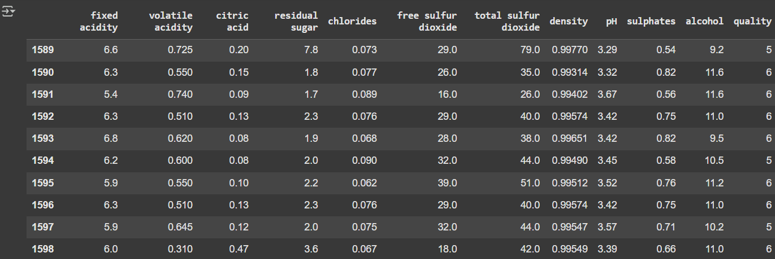 fixed acidity volatile acidity citric acid residual sugar chlorides free sulfur dioxide total sulfur dioxide density pH sulphates alcohol quality
1589 6.6 0.725 0.20 7.8 0.073 29.0 79.0 0.99770 3.29 0.54 9.2 5
1590 6.3 0.550 0.15 1.8 0.077 26.0 35.0 0.99314 3.32 0.82 11.6 6
1591 5.4 0.740 0.09 1.7 0.089 16.0 26.0 0.99402 3.67 0.56 11.6 6
1592 6.3 0.510 0.13 2.3 0.076 29.0 40.0 0.99574 3.42 0.75 11.0 6
1593 6.8 0.620 0.08 1.9 0.068 28.0 38.0 0.99651 3.42 0.82 9.5 6
1594 6.2 0.600 0.08 2.0 0.090 32.0 44.0 0.99490 3.45 0.58 10.5 5
1595 5.9 0.550 0.10 2.2 0.062 39.0 51.0 0.99512 3.52 0.76 11.2 6
1596 6.3 0.510 0.13 2.3 0.076 29.0 40.0 0.99574 3.42 0.75 11.0 6
1597 5.9 0.645 0.12 2.0 0.075 32.0 44.0 0.99547 3.57 0.71 10.2 5
1598 6.0 0.310 0.47 3.6 0.067 18.0 42.0 0.99549 3.39 0.66 11.0 6